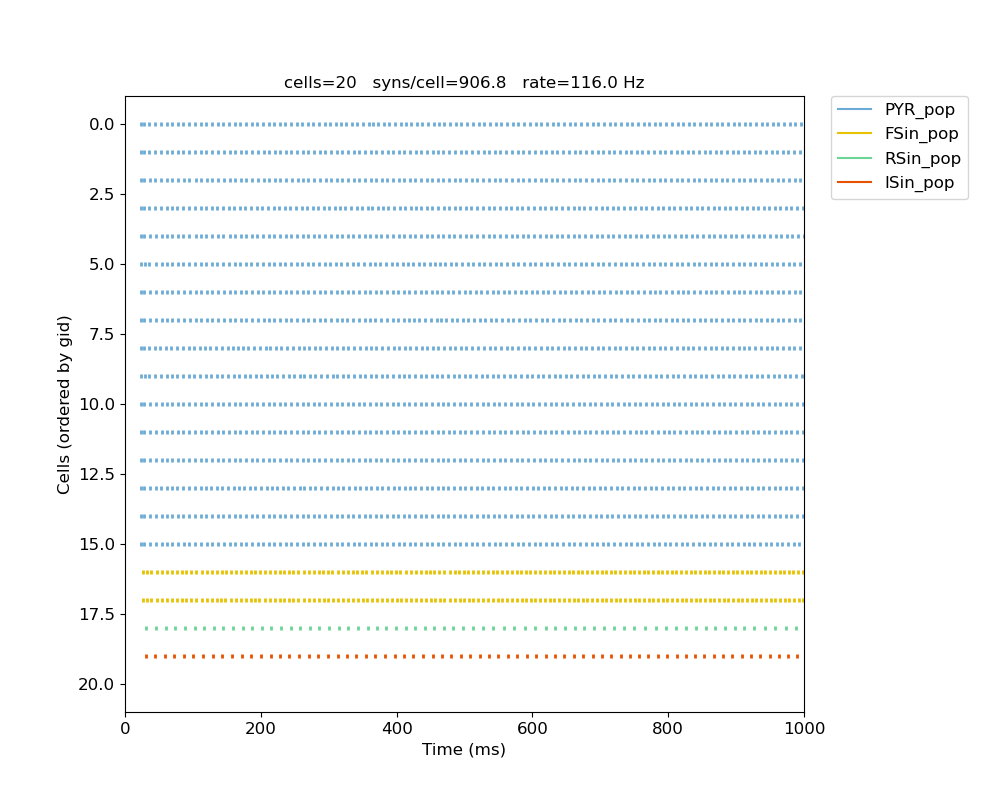 cells=20   syns/cell=906.8   rate=116.0 Hz
PYR_pop
FSin_pop
RSin_pop
ISin_pop
Cells (ordered by gid)
0.0
2.5
5.0
7.5
10.0
12.5
15.0
17.5
20.0
0 200 400 600 800 1000
Time (ms)